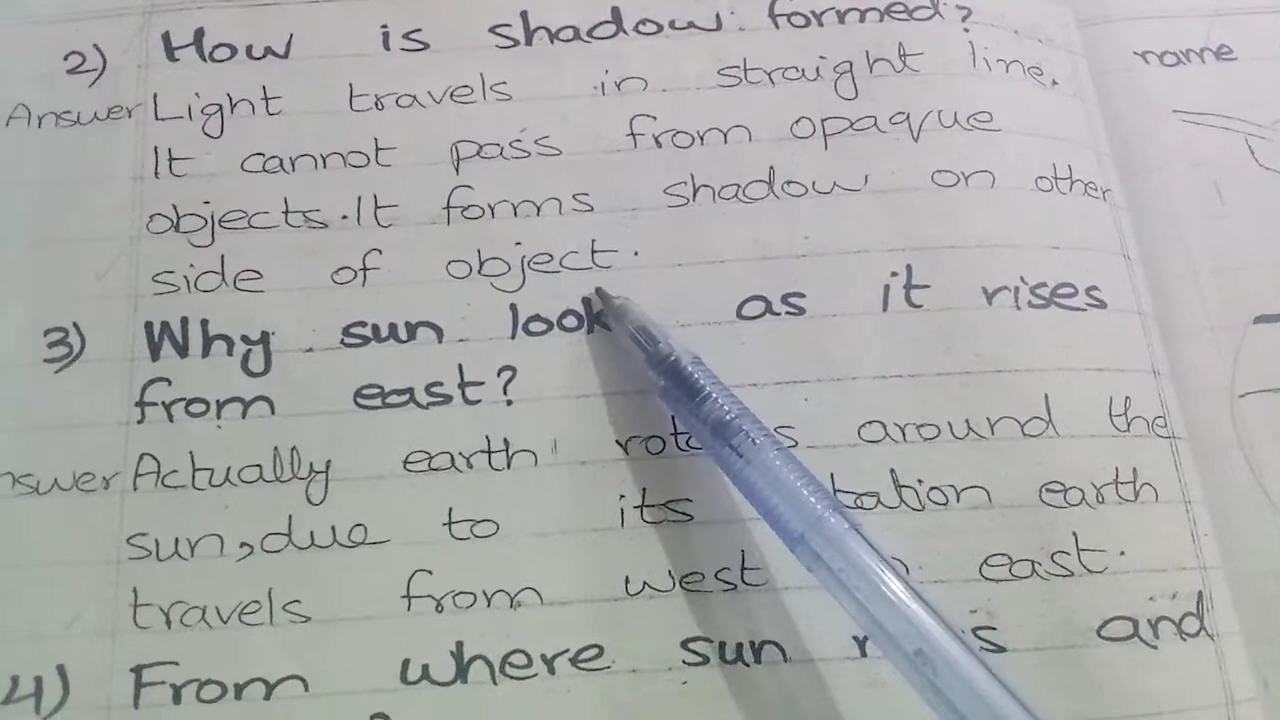 2) How is shadow formed?
name
Answer Light travels in straight line.
It cannot pass from opaque
objects. It forms shadow on other
side of object.
3) Why sun look as it rises
from east?
Actually earth around the
sun, due to its earth
travels from west east.
4) From where sun and